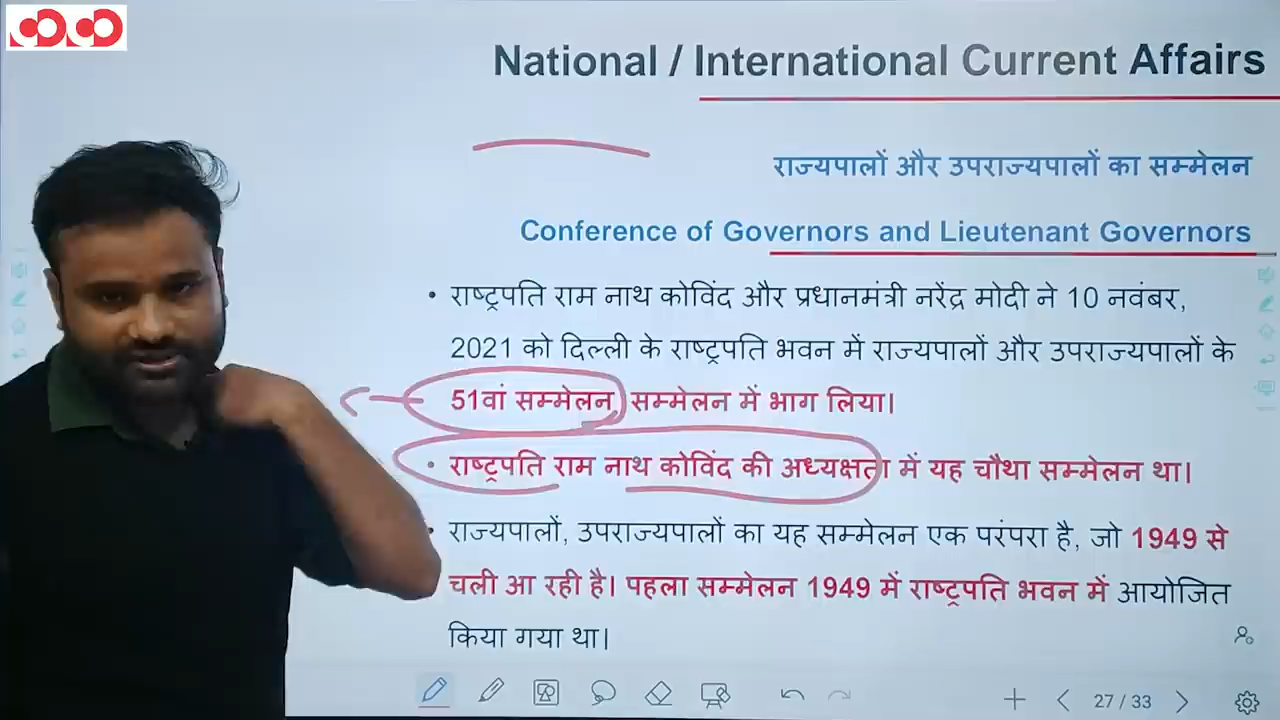 National / International Current Affairs
राज्यपालों और उपराज्यपालों का सम्मेलन
Conference of Governors and Lieutenant Governors
• राष्ट्रपति राम नाथ कोविंद और प्रधानमंत्री नरेंद्र मोदी ने 10 नवंबर,
2021 को दिल्ली के राष्ट्रपति भवन में राज्यपालों और उपराज्यपालों के
51वां सम्मेलन, सम्मेलन में भाग लिया।
• राष्ट्रपति राम नाथ कोविंद की अध्यक्षता में यह चौथा सम्मेलन था।
• राज्यपालों, उपराज्यपालों का यह सम्मेलन एक परंपरा है, जो 1949 से
चली आ रही है। पहला सम्मेलन 1949 में राष्ट्रपति भवन में आयोजित
किया गया था।
27 / 33